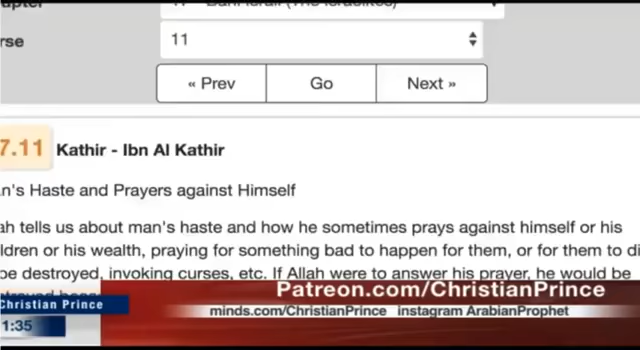 rse
11
« Prev
Go
Next »
7.11 Kathir - Ibn Al Kathir
n's Haste and Prayers against Himself
ah tells us about man's haste and how he sometimes prays against himself or his
ldren or his wealth, praying for something bad to happen for them, or for them to di
be destroyed, invoking curses, etc. If Allah were to answer his prayer, he would be
Patreon.com/ChristianPrince
Christian Prince
minds.com/ChristianPrince instagram ArabianProphet
1:35